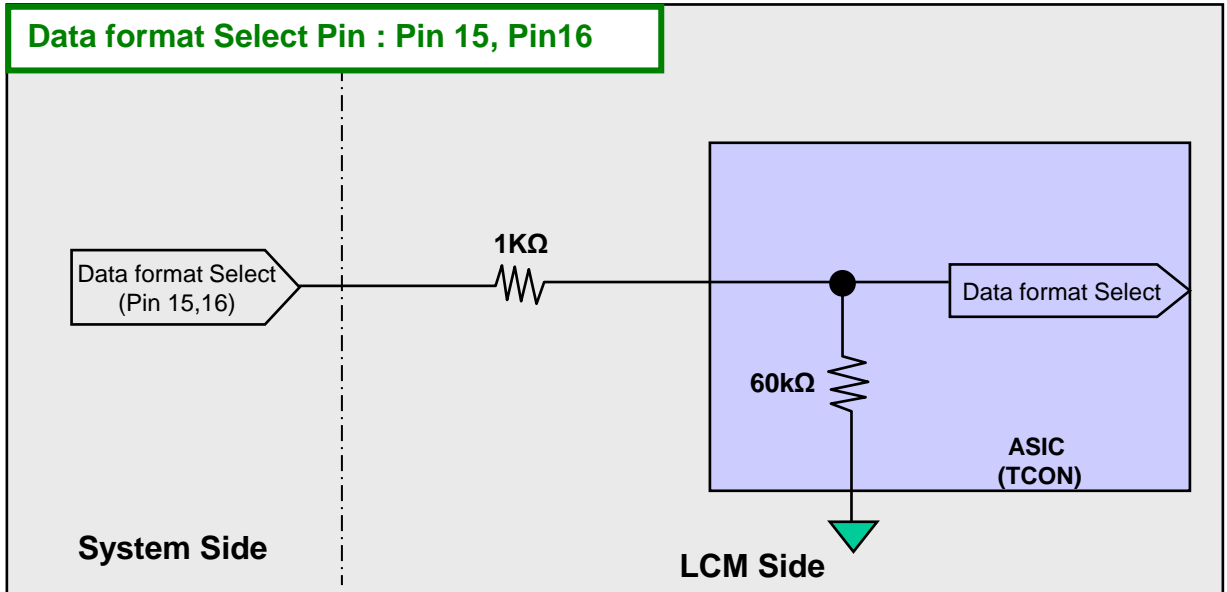 Data format Select Pin : Pin 15, Pin16
1KΩ
Data format Select
(Pin 15,16)
Data format Select
60kΩ
ASIC
(TCON)
System Side
LCM Side